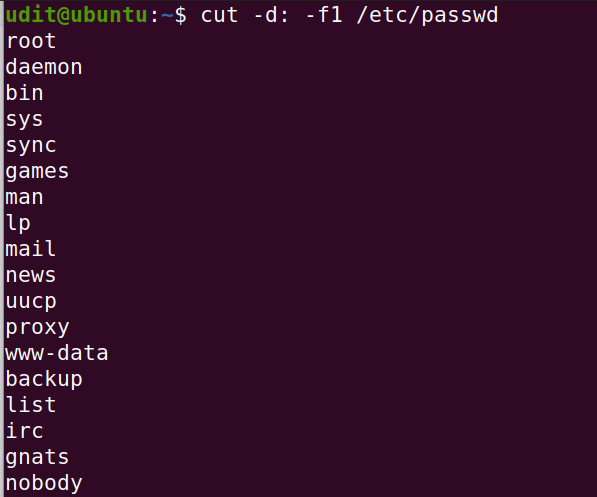 udit@ubuntu:~$ cut -d: -f1 /etc/passwd
root
daemon
bin
sys
sync
games
man
lp
mail
news
uucp
proxy
www-data
backup
list
irc
gnats
nobody